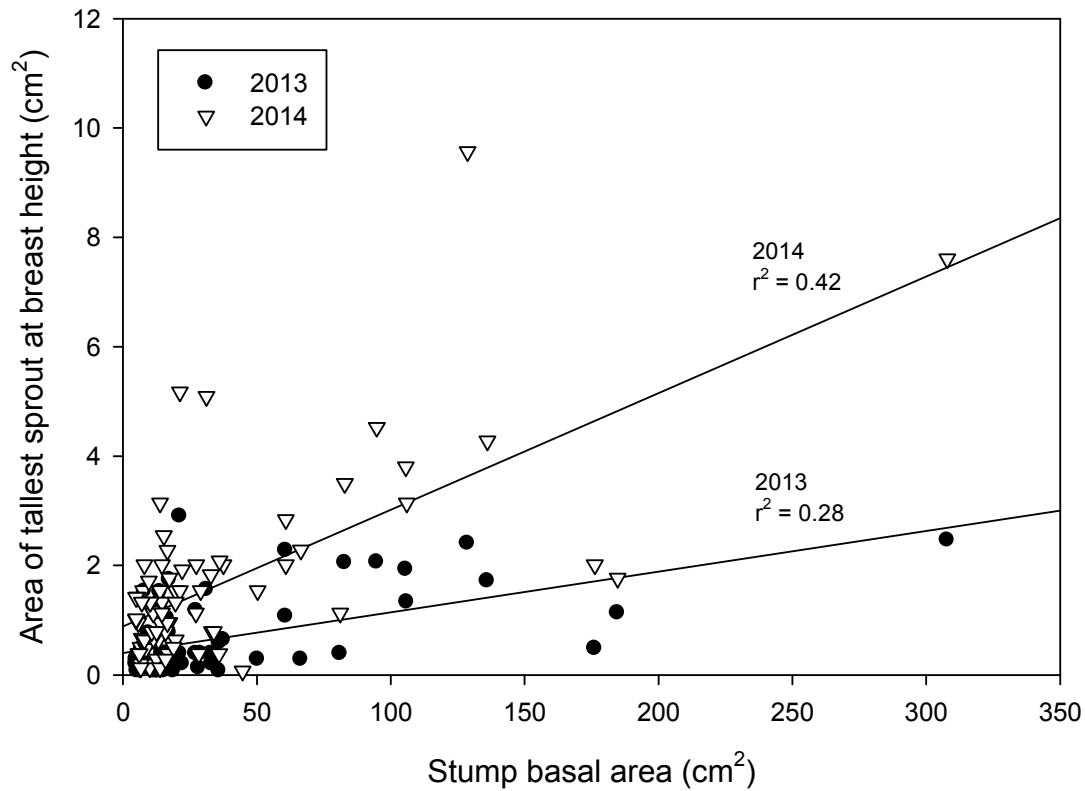 12
10
8
6
4
2
0
Area of tallest sprout at breast height (cm²)
2013
2014
2014
r² = 0.42
2013
r² = 0.28
0 50 100 150 200 250 300 350
Stump basal area (cm²)